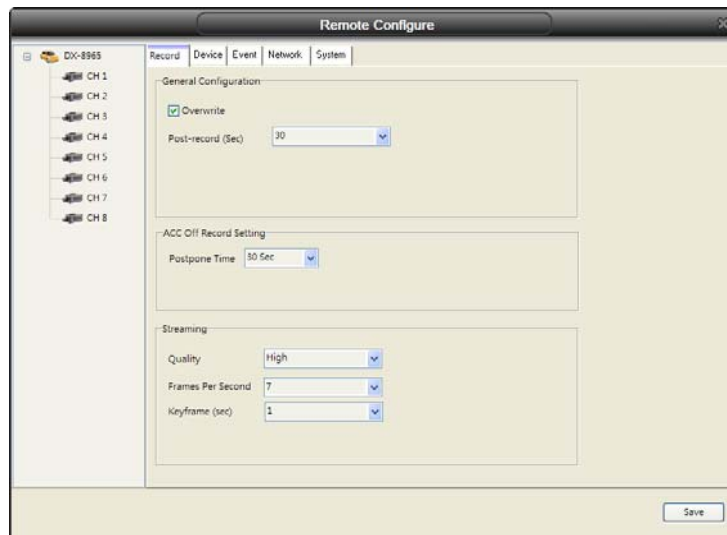 Remote Configure
DX-8965
CH 1
CH 2
CH 3
CH 4
CH 5
CH 6
CH 7
CH 8
Record Device Event Network System
General Configuration
Overwrite
Post-record (Sec) 30
ACC Off Record Setting
Postpone Time 30 Sec
Streaming
Quality High
Frames Per Second 7
Keyframe (sec) 1
Save